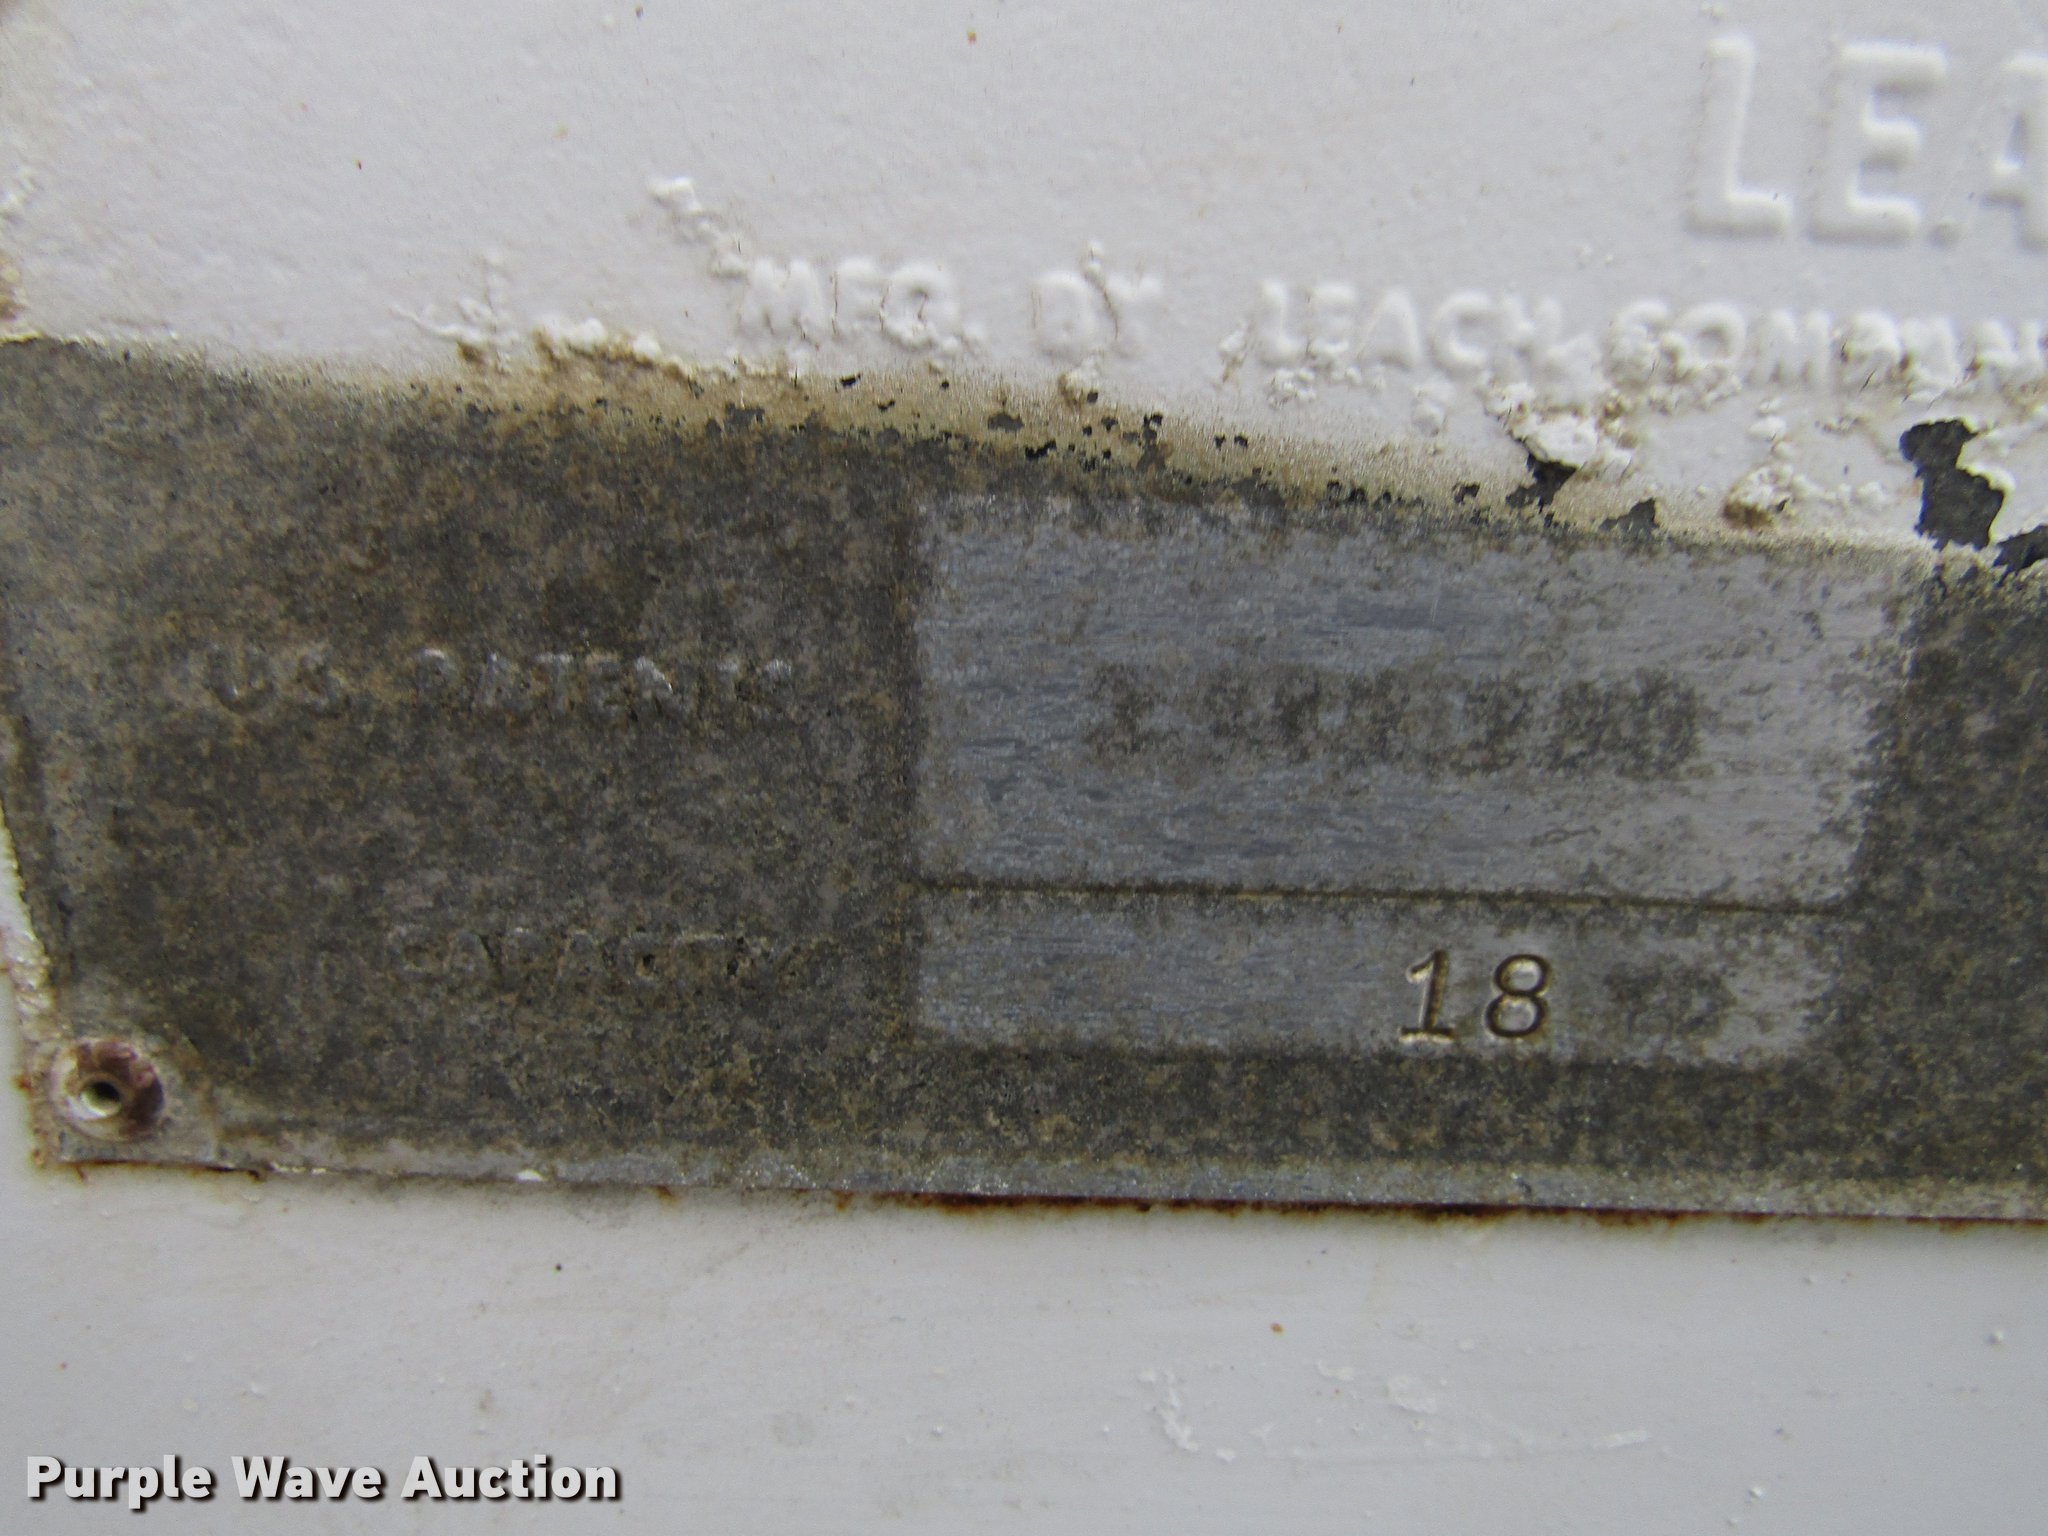 LEA
MFG. BY LEACH COMPAN
U.S. PATENTS
CAPACITY 18
Purple Wave Auction